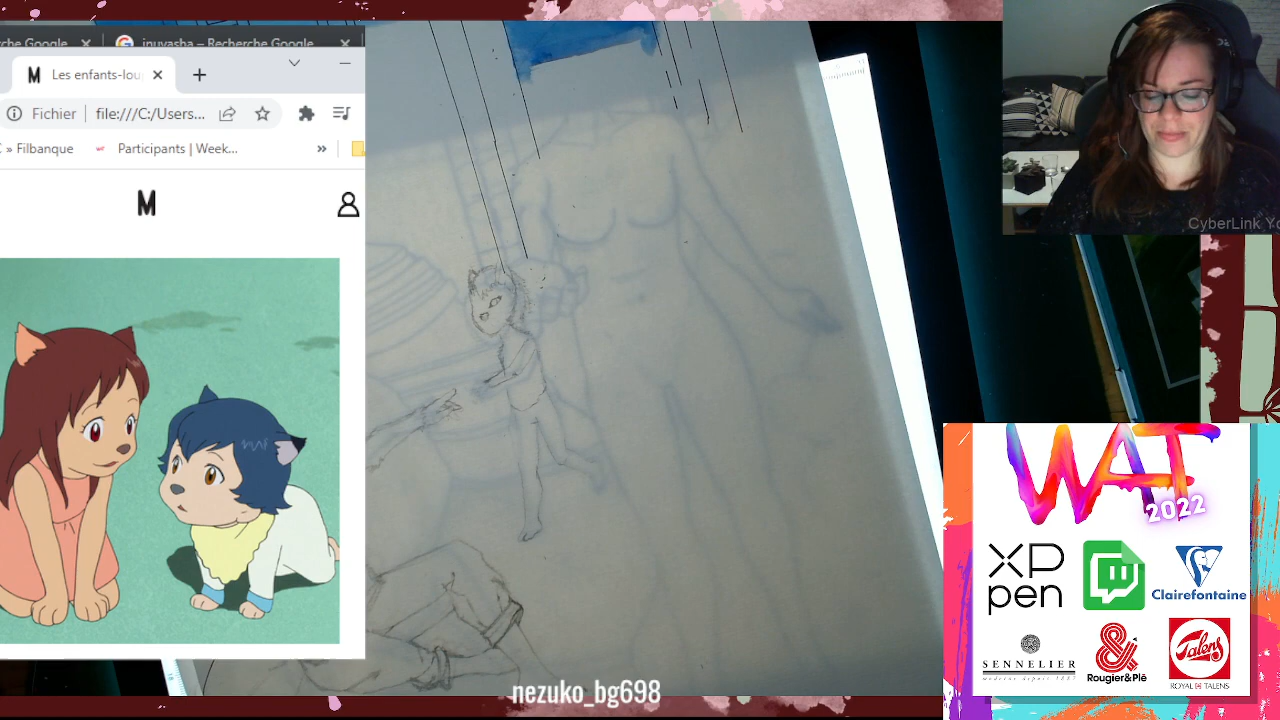 che Google
inuyasha – Recherche Google
Les enfants-lou
Fichier
file:///C:/Users...
» Filbanque
Participants | Week...
»
M
CyberLink Yo
WAT
2022
XP
pen
Clairefontaine
SENNELIER
Rougier&Plé
Talens
ROYAL TALENS
nezuko_bg698